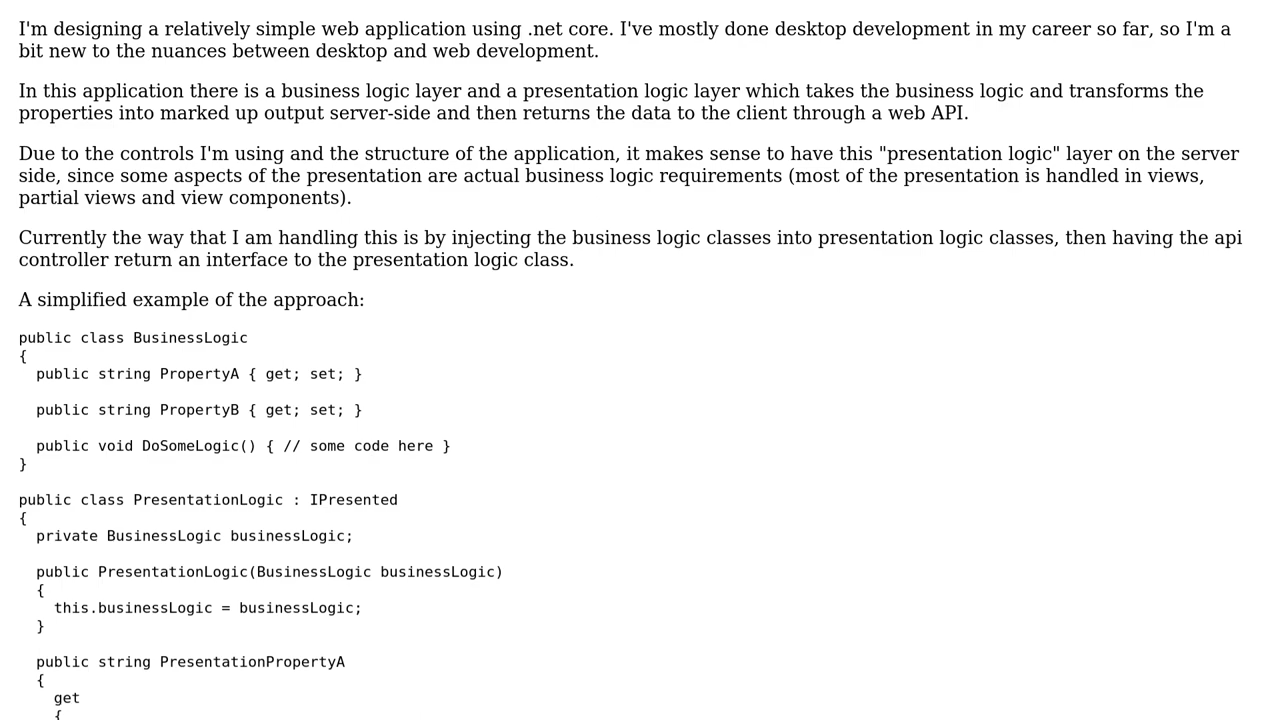 I'm designing a relatively simple web application using .net core. I've mostly done desktop development in my career so far, so I'm a
bit new to the nuances between desktop and web development.
In this application there is a business logic layer and a presentation logic layer which takes the business logic and transforms the
properties into marked up output server-side and then returns the data to the client through a web API.
Due to the controls I'm using and the structure of the application, it makes sense to have this "presentation logic" layer on the server
side, since some aspects of the presentation are actual business logic requirements (most of the presentation is handled in views,
partial views and view components).
Currently the way that I am handling this is by injecting the business logic classes into presentation logic classes, then having the api
controller return an interface to the presentation logic class.
A simplified example of the approach:
public class BusinessLogic
{
  public string PropertyA { get; set; }
  public string PropertyB { get; set; }
  public void DoSomeLogic() { // some code here }
}
public class PresentationLogic : IPresented
{
  private BusinessLogic businessLogic;
  public PresentationLogic(BusinessLogic businessLogic)
  {
    this.businessLogic = businessLogic;
  }
  public string PresentationPropertyA
  {
    get
    {